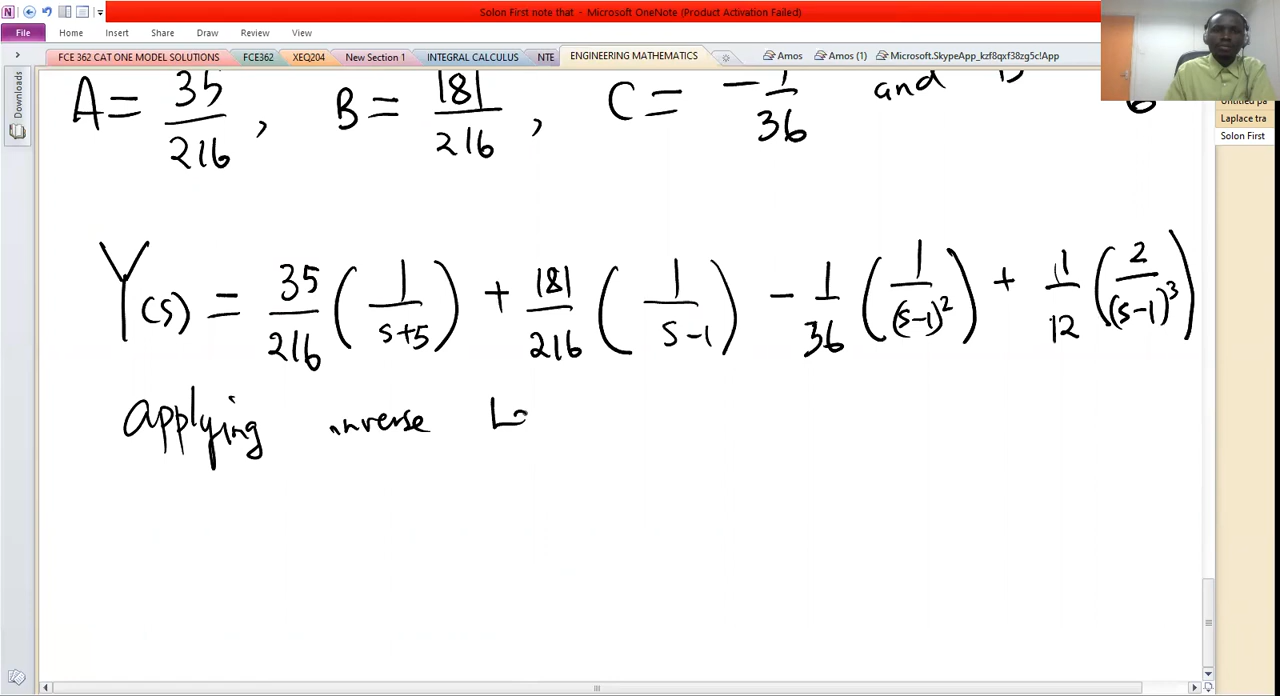 Solon First note that - Microsoft OneNote (Product Activation Failed)
File Home Insert Share Draw Review View
FCE 362 CAT ONE MODEL SOLUTIONS FCE362 XEQ204 New Section 1 INTEGRAL CALCULUS NTE ENGINEERING MATHEMATICS Amos Amos (1) Microsoft.SkypeApp_kzf8qxf38zg5c!App
Downloads
Laplace tra
Solon First
A = 35/216 , B = 181/216 , C = -1/36 and
Y(s) = 35/216 (1/(s+5)) + 181/216 (1/(s-1)) - 1/36 (1/(s-1)^2) + 1/12 (2/(s-1)^3)
Applying inverse